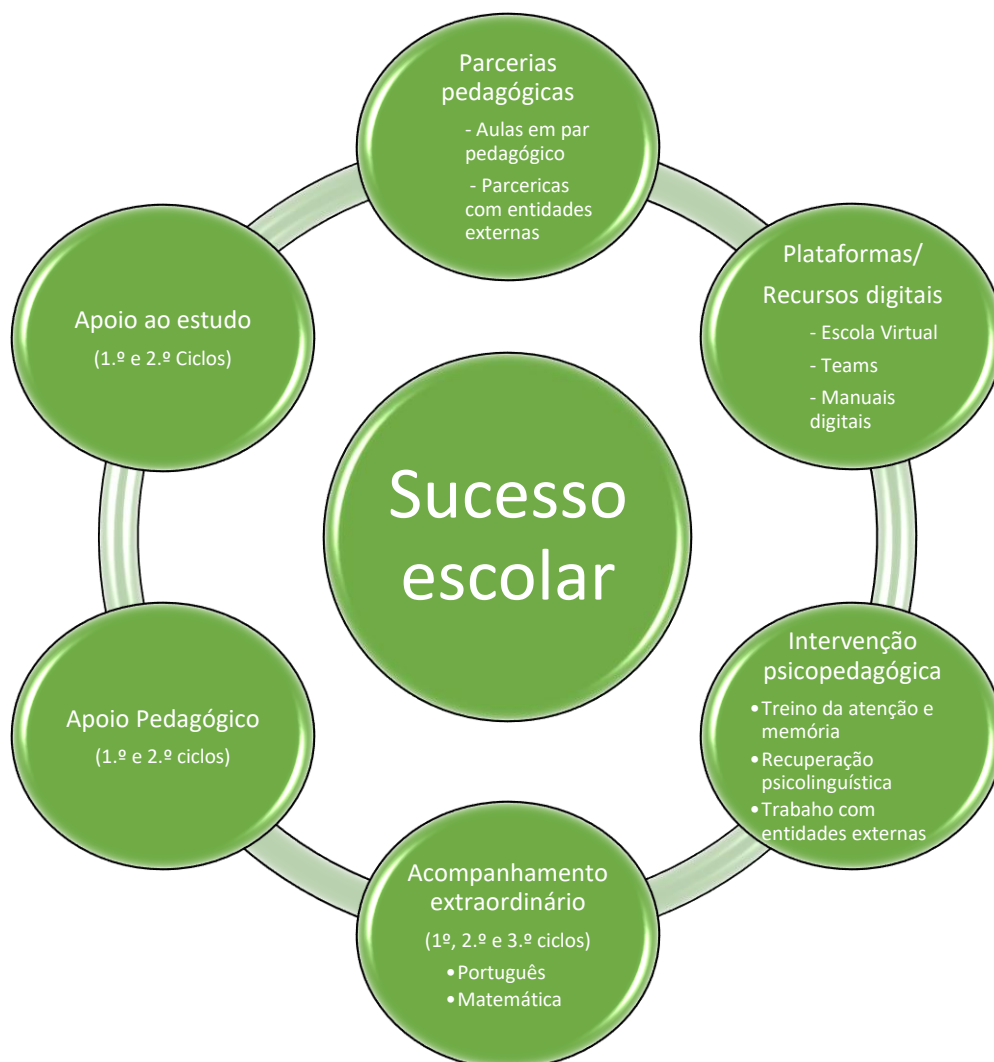 Parcerias
pedagógicas
- Aulas em par
pedagógico
- Parcericas
com entidades
externas
Plataformas/
Recursos digitais
- Escola Virtual
- Teams
- Manuais
digitais
Intervenção
psicopedagógica
•Treino da atenção e
memória
•Recuperação
psicolinguística
•Trabaho com
entidades externas
Acompanhamento
extraordinário
(1º, 2.º e 3.º ciclos)
•Português
•Matemática
Apoio Pedagógico
(1.º e 2.º ciclos)
Apoio ao estudo
(1.º e 2.º Ciclos)
Sucesso
escolar